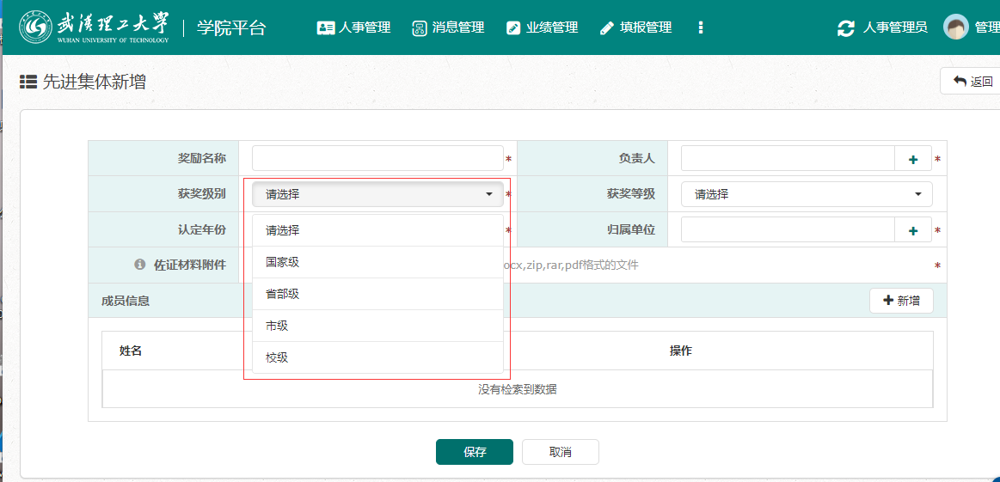 武汉理工大学
WUHAN UNIVERSITY OF TECHNOLOGY
学院平台
人事管理
消息管理
业绩管理
填报管理
人事管理员
管理
先进集体新增
返回
奖励名称
*
负责人
*
获奖级别
请选择
*
获奖等级
请选择
请选择
国家级
省部级
市级
校级
认定年份
*
归属单位
*
佐证材料附件
ocx,zip,rar,pdf格式的文件
*
成员信息
新增
姓名
操作
没有检索到数据
保存
取消